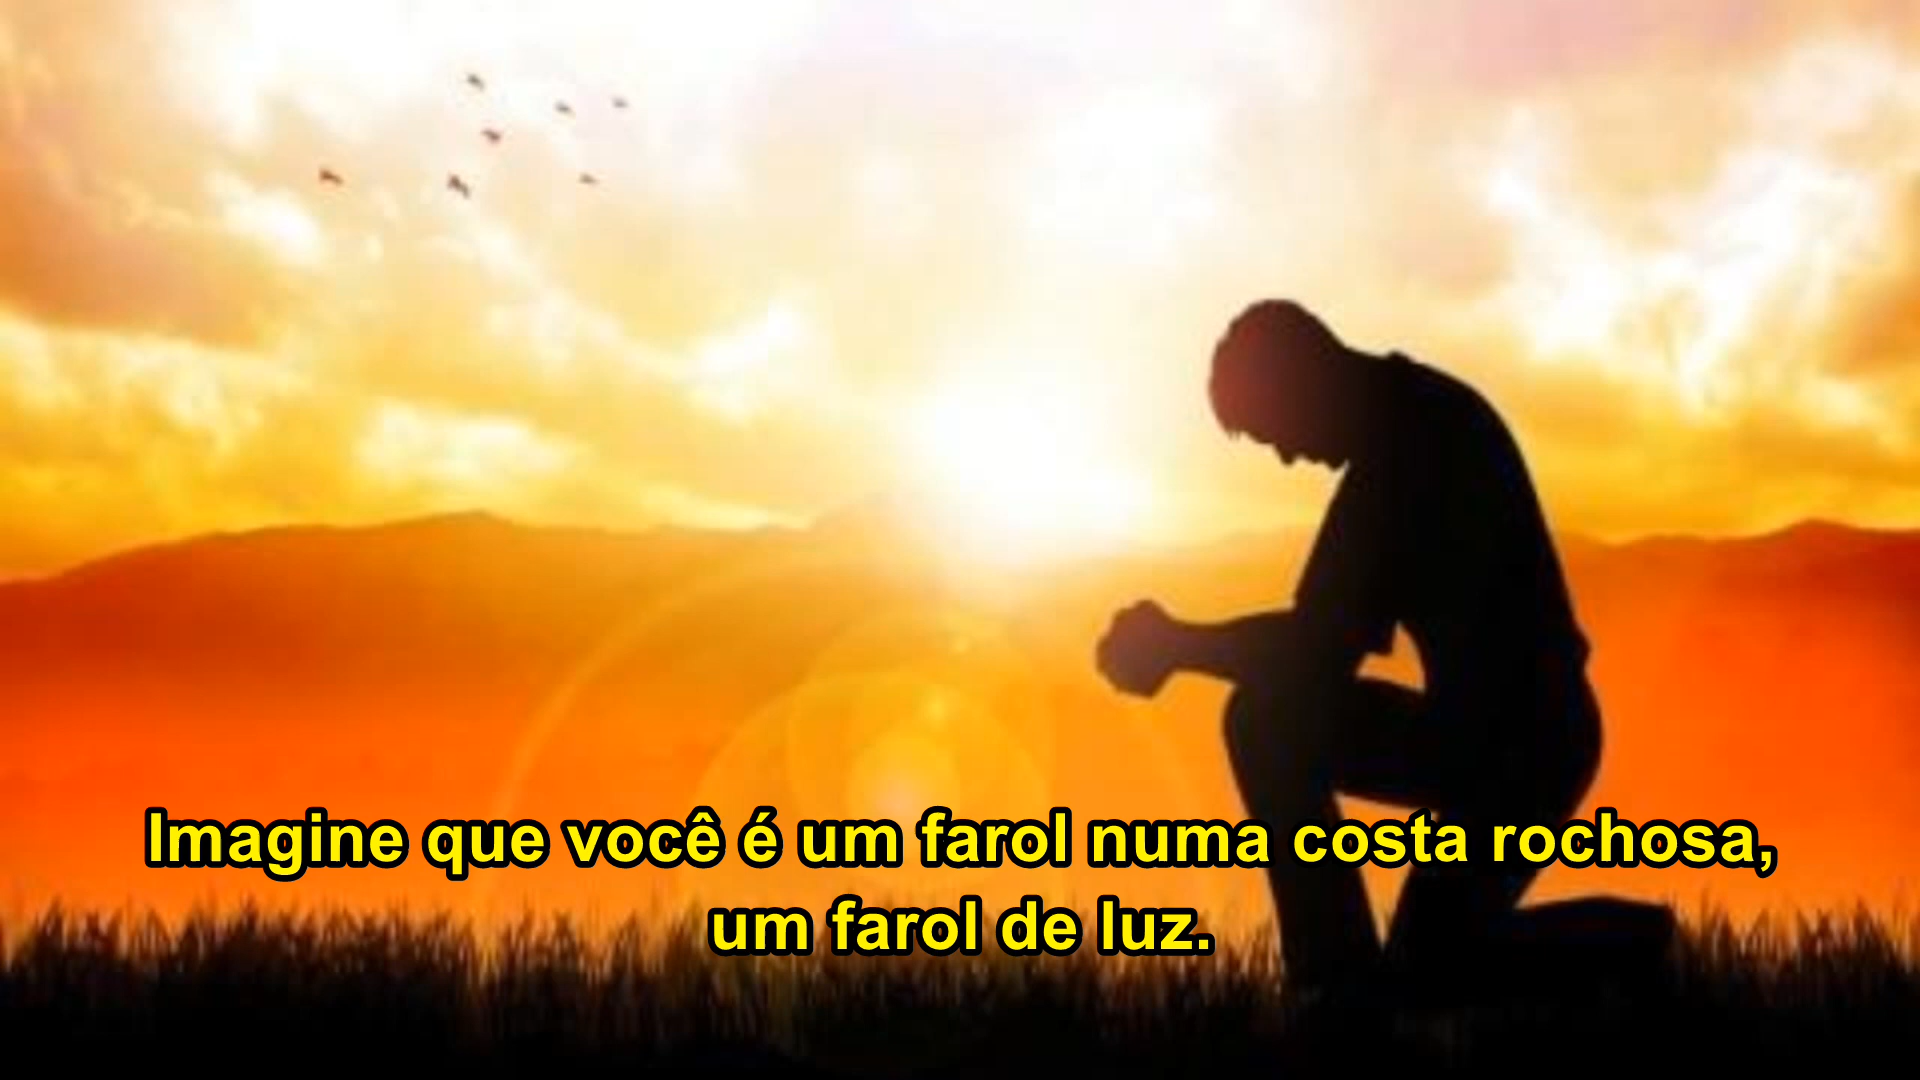 Imagine que você é um farol numa costa rochosa,
um farol de luz.